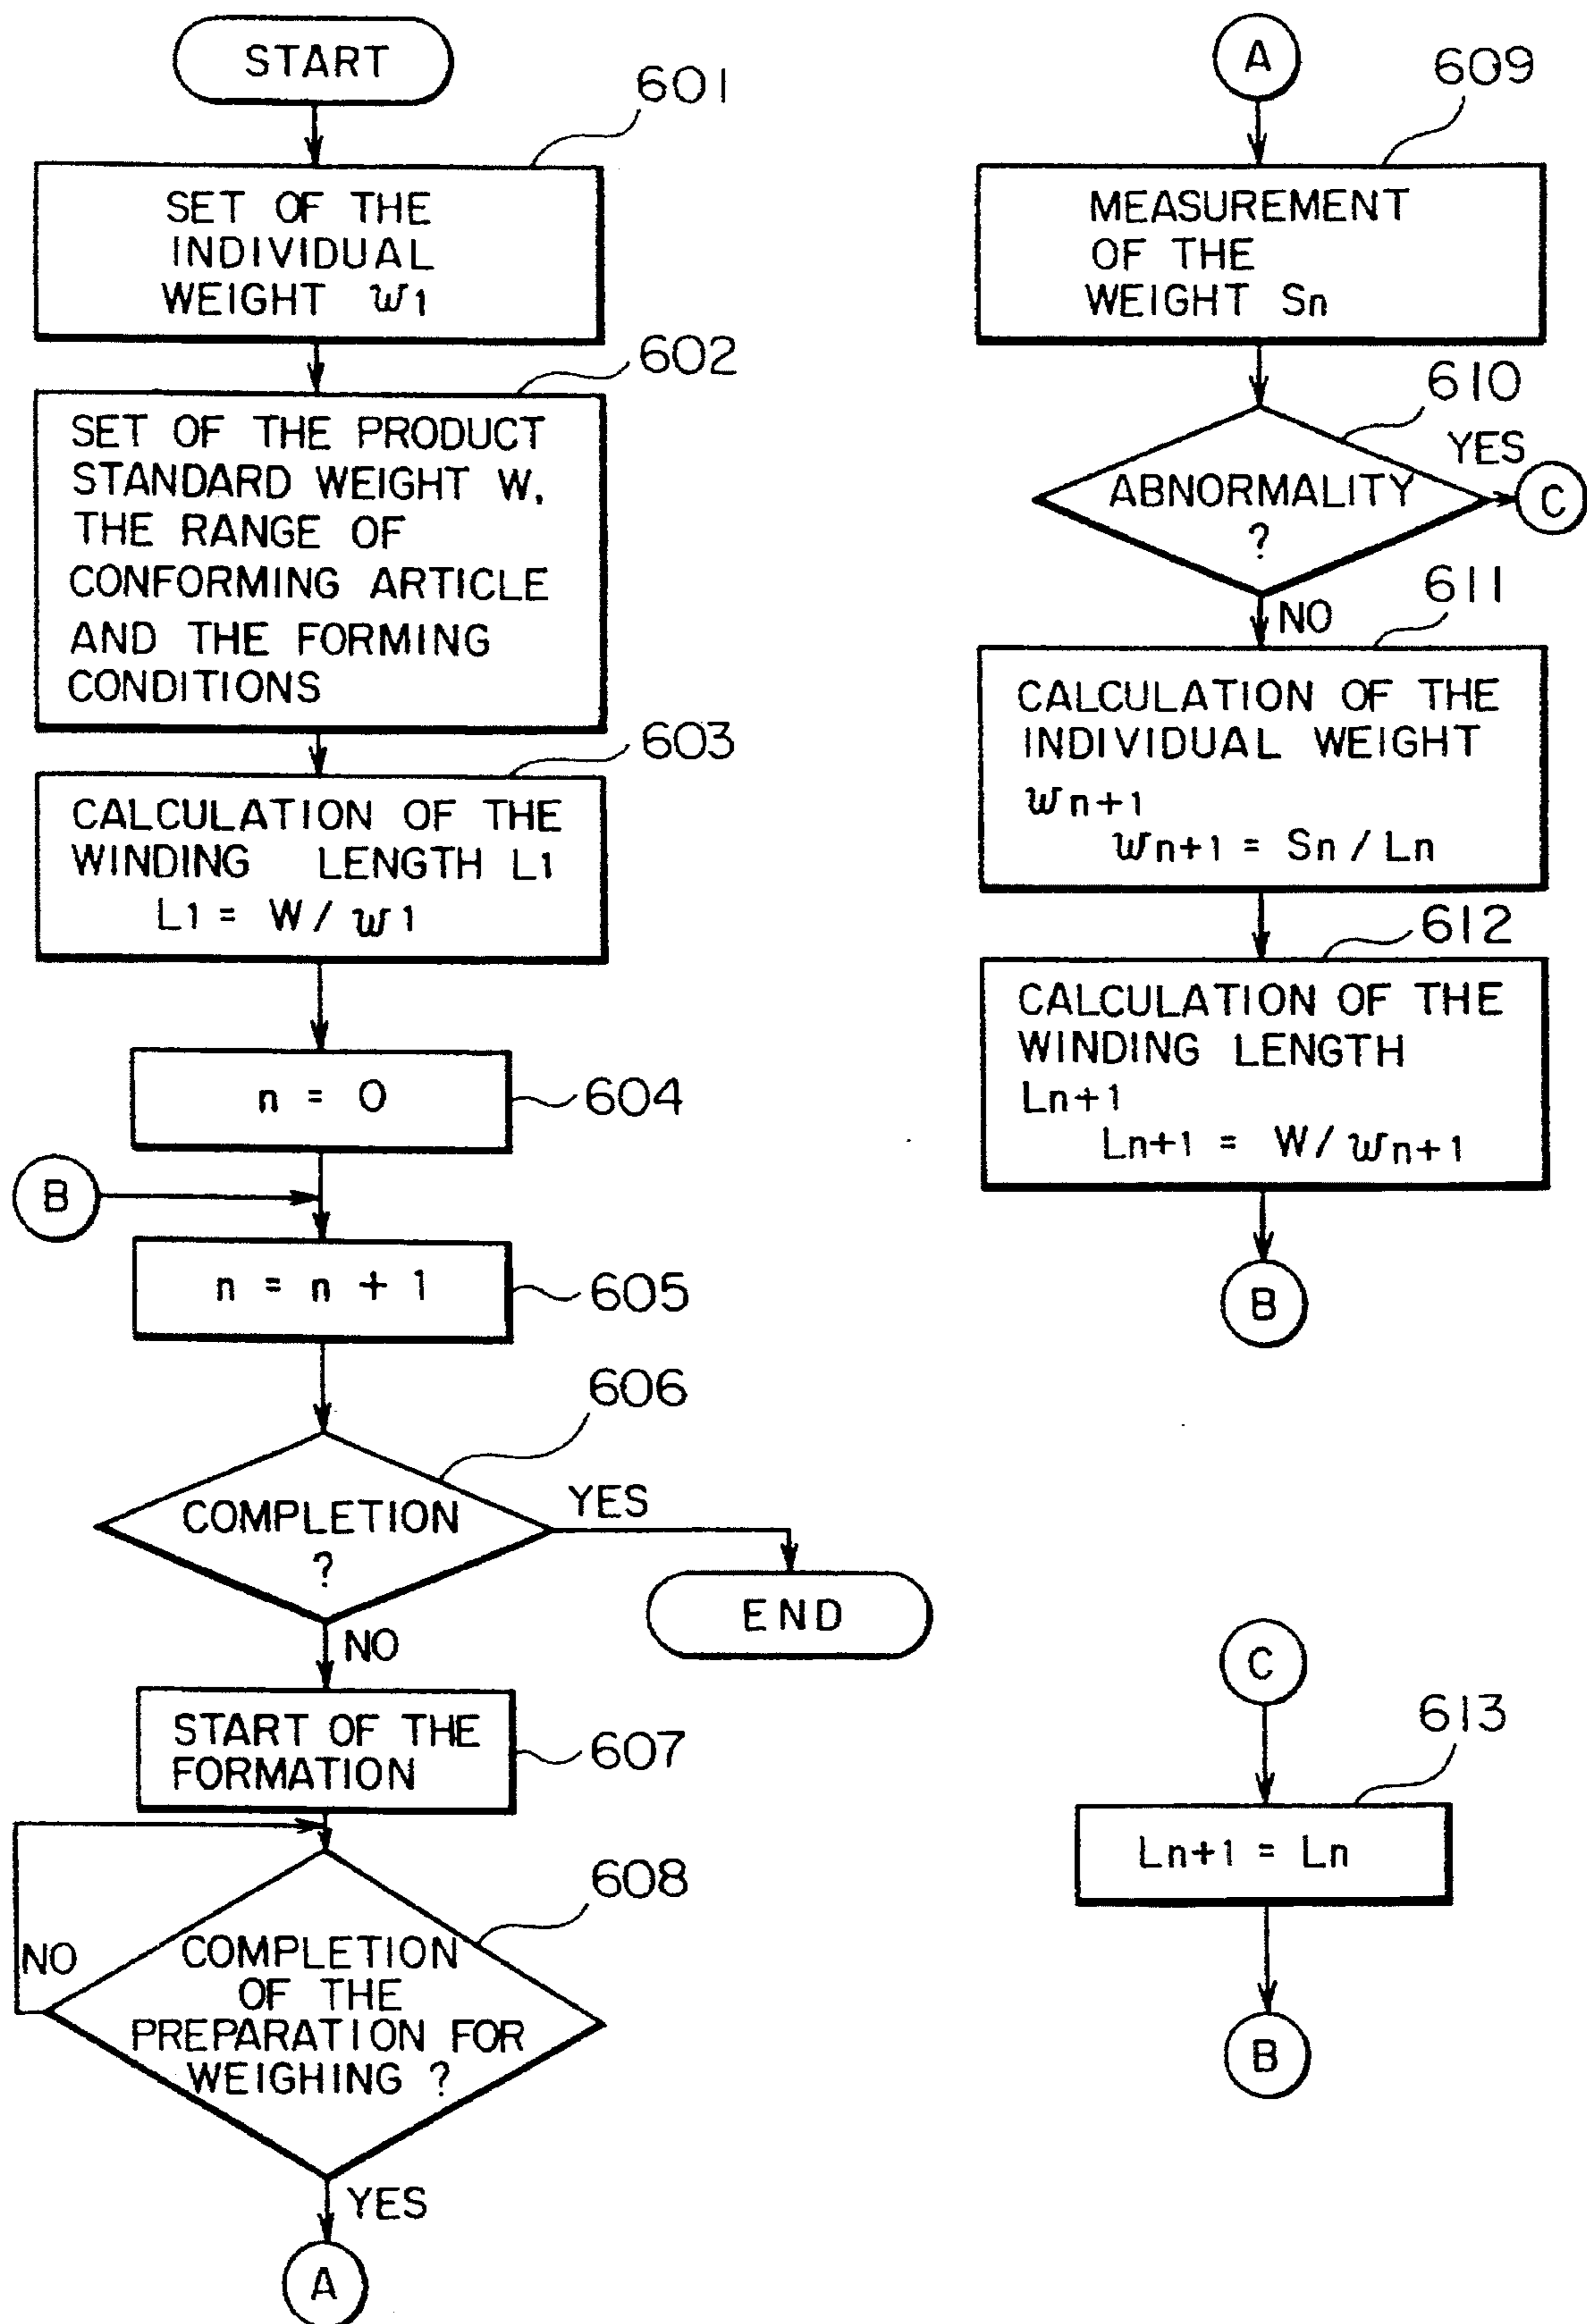 START
601
SET OF THE
INDIVIDUAL
WEIGHT w1
602
SET OF THE PRODUCT
STANDARD WEIGHT W,
THE RANGE OF
CONFORMING ARTICLE
AND THE FORMING
CONDITIONS
603
CALCULATION OF THE
WINDING LENGTH L1
L1 = W / w1
n = 0
604
B
n = n + 1
605
606
COMPLETION
?
YES
END
NO
START OF THE
FORMATION
607
608
NO
COMPLETION
OF THE
PREPARATION FOR
WEIGHING ?
YES
A
A
609
MEASUREMENT
OF THE
WEIGHT Sn
610
ABNORMALITY
?
YES
C
NO
611
CALCULATION OF THE
INDIVIDUAL WEIGHT
wn+1
wn+1 = Sn / Ln
612
CALCULATION OF THE
WINDING LENGTH
Ln+1
Ln+1 = W / wn+1
B
C
613
Ln+1 = Ln
B